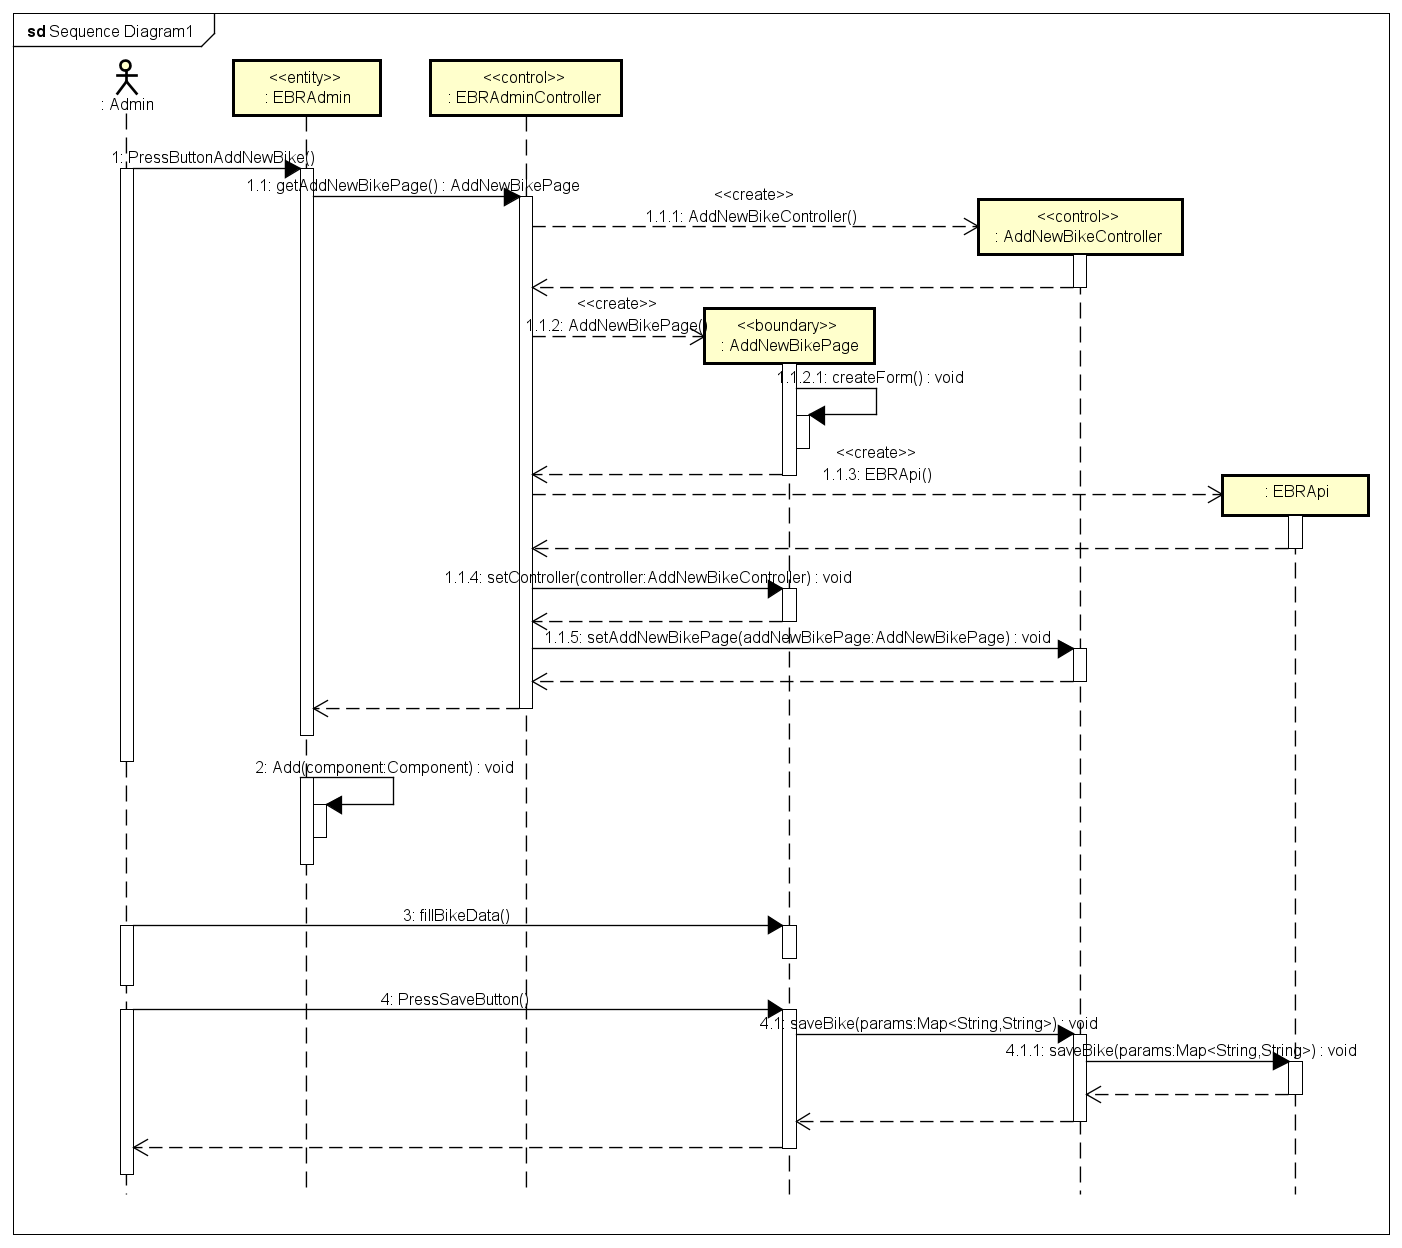 sd Sequence Diagram1
: Admin
<<entity>>
: EBRAdmin
<<control>>
: EBRAdminController
1: PressButtonAddNewBike()
1.1: getAddNewBikePage() : AddNewBikePage
<<create>>
1.1.1: AddNewBikeController()
<<control>>
: AddNewBikeController
<<create>>
1.1.2: AddNewBikePage()
<<boundary>>
: AddNewBikePage
1.1.2.1: createForm() : void
<<create>>
1.1.3: EBRApi()
: EBRApi
1.1.4: setController(controller:AddNewBikeController) : void
1.1.5: setAddNewBikePage(addNewBikePage:AddNewBikePage) : void
2: Add(component:Component) : void
3: fillBikeData()
4: PressSaveButton()
4.1: saveBike(params:Map<String,String>) : void
4.1.1: saveBike(params:Map<String,String>) : void